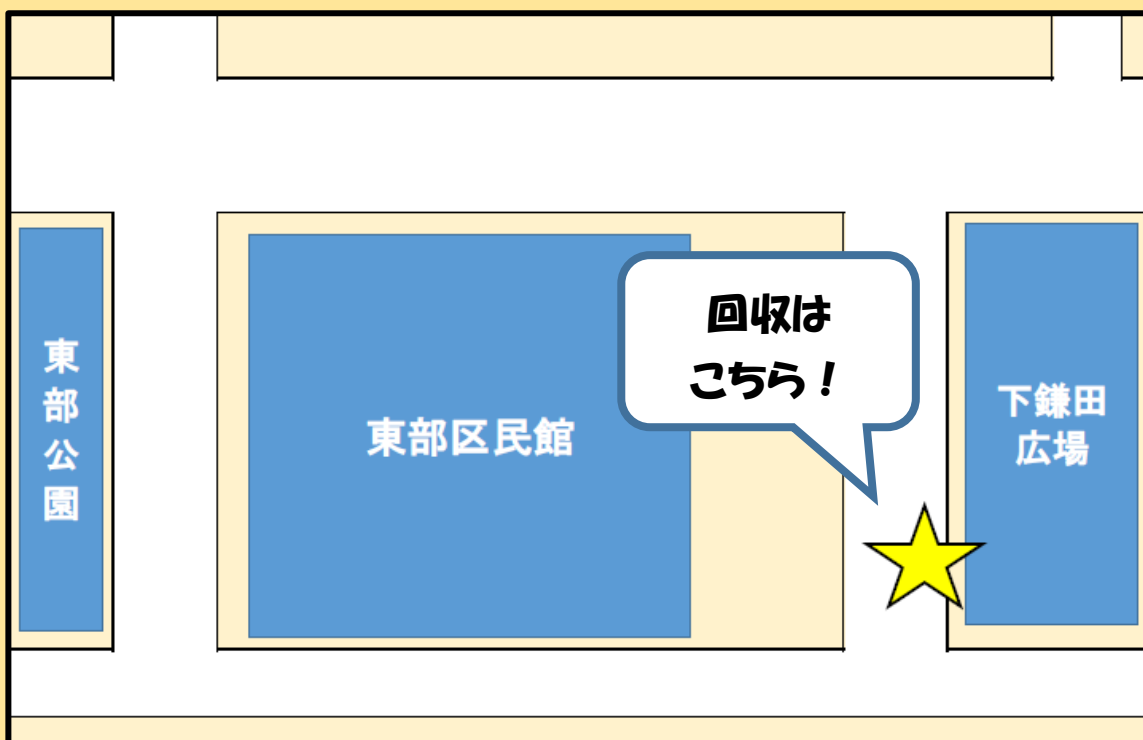 東部公園
東部区民館
回収は
こちら！
下鎌田
広場